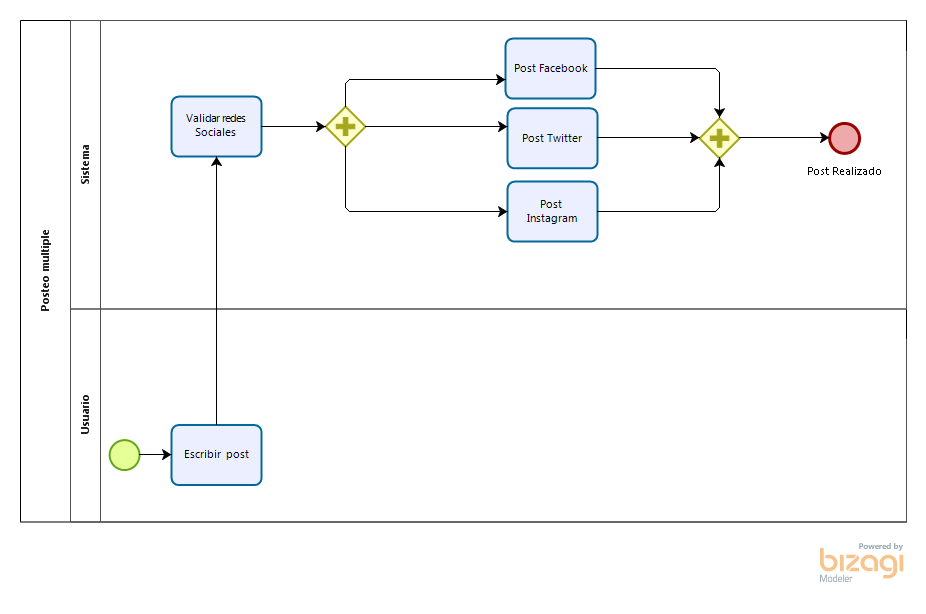 Posteo multiple
Sistema
Validar redes
Sociales
Post Facebook
Post Twitter
Post
Instagram
Post Realizado
Usuario
Escribir post
Powered by
bizagi
Modeler